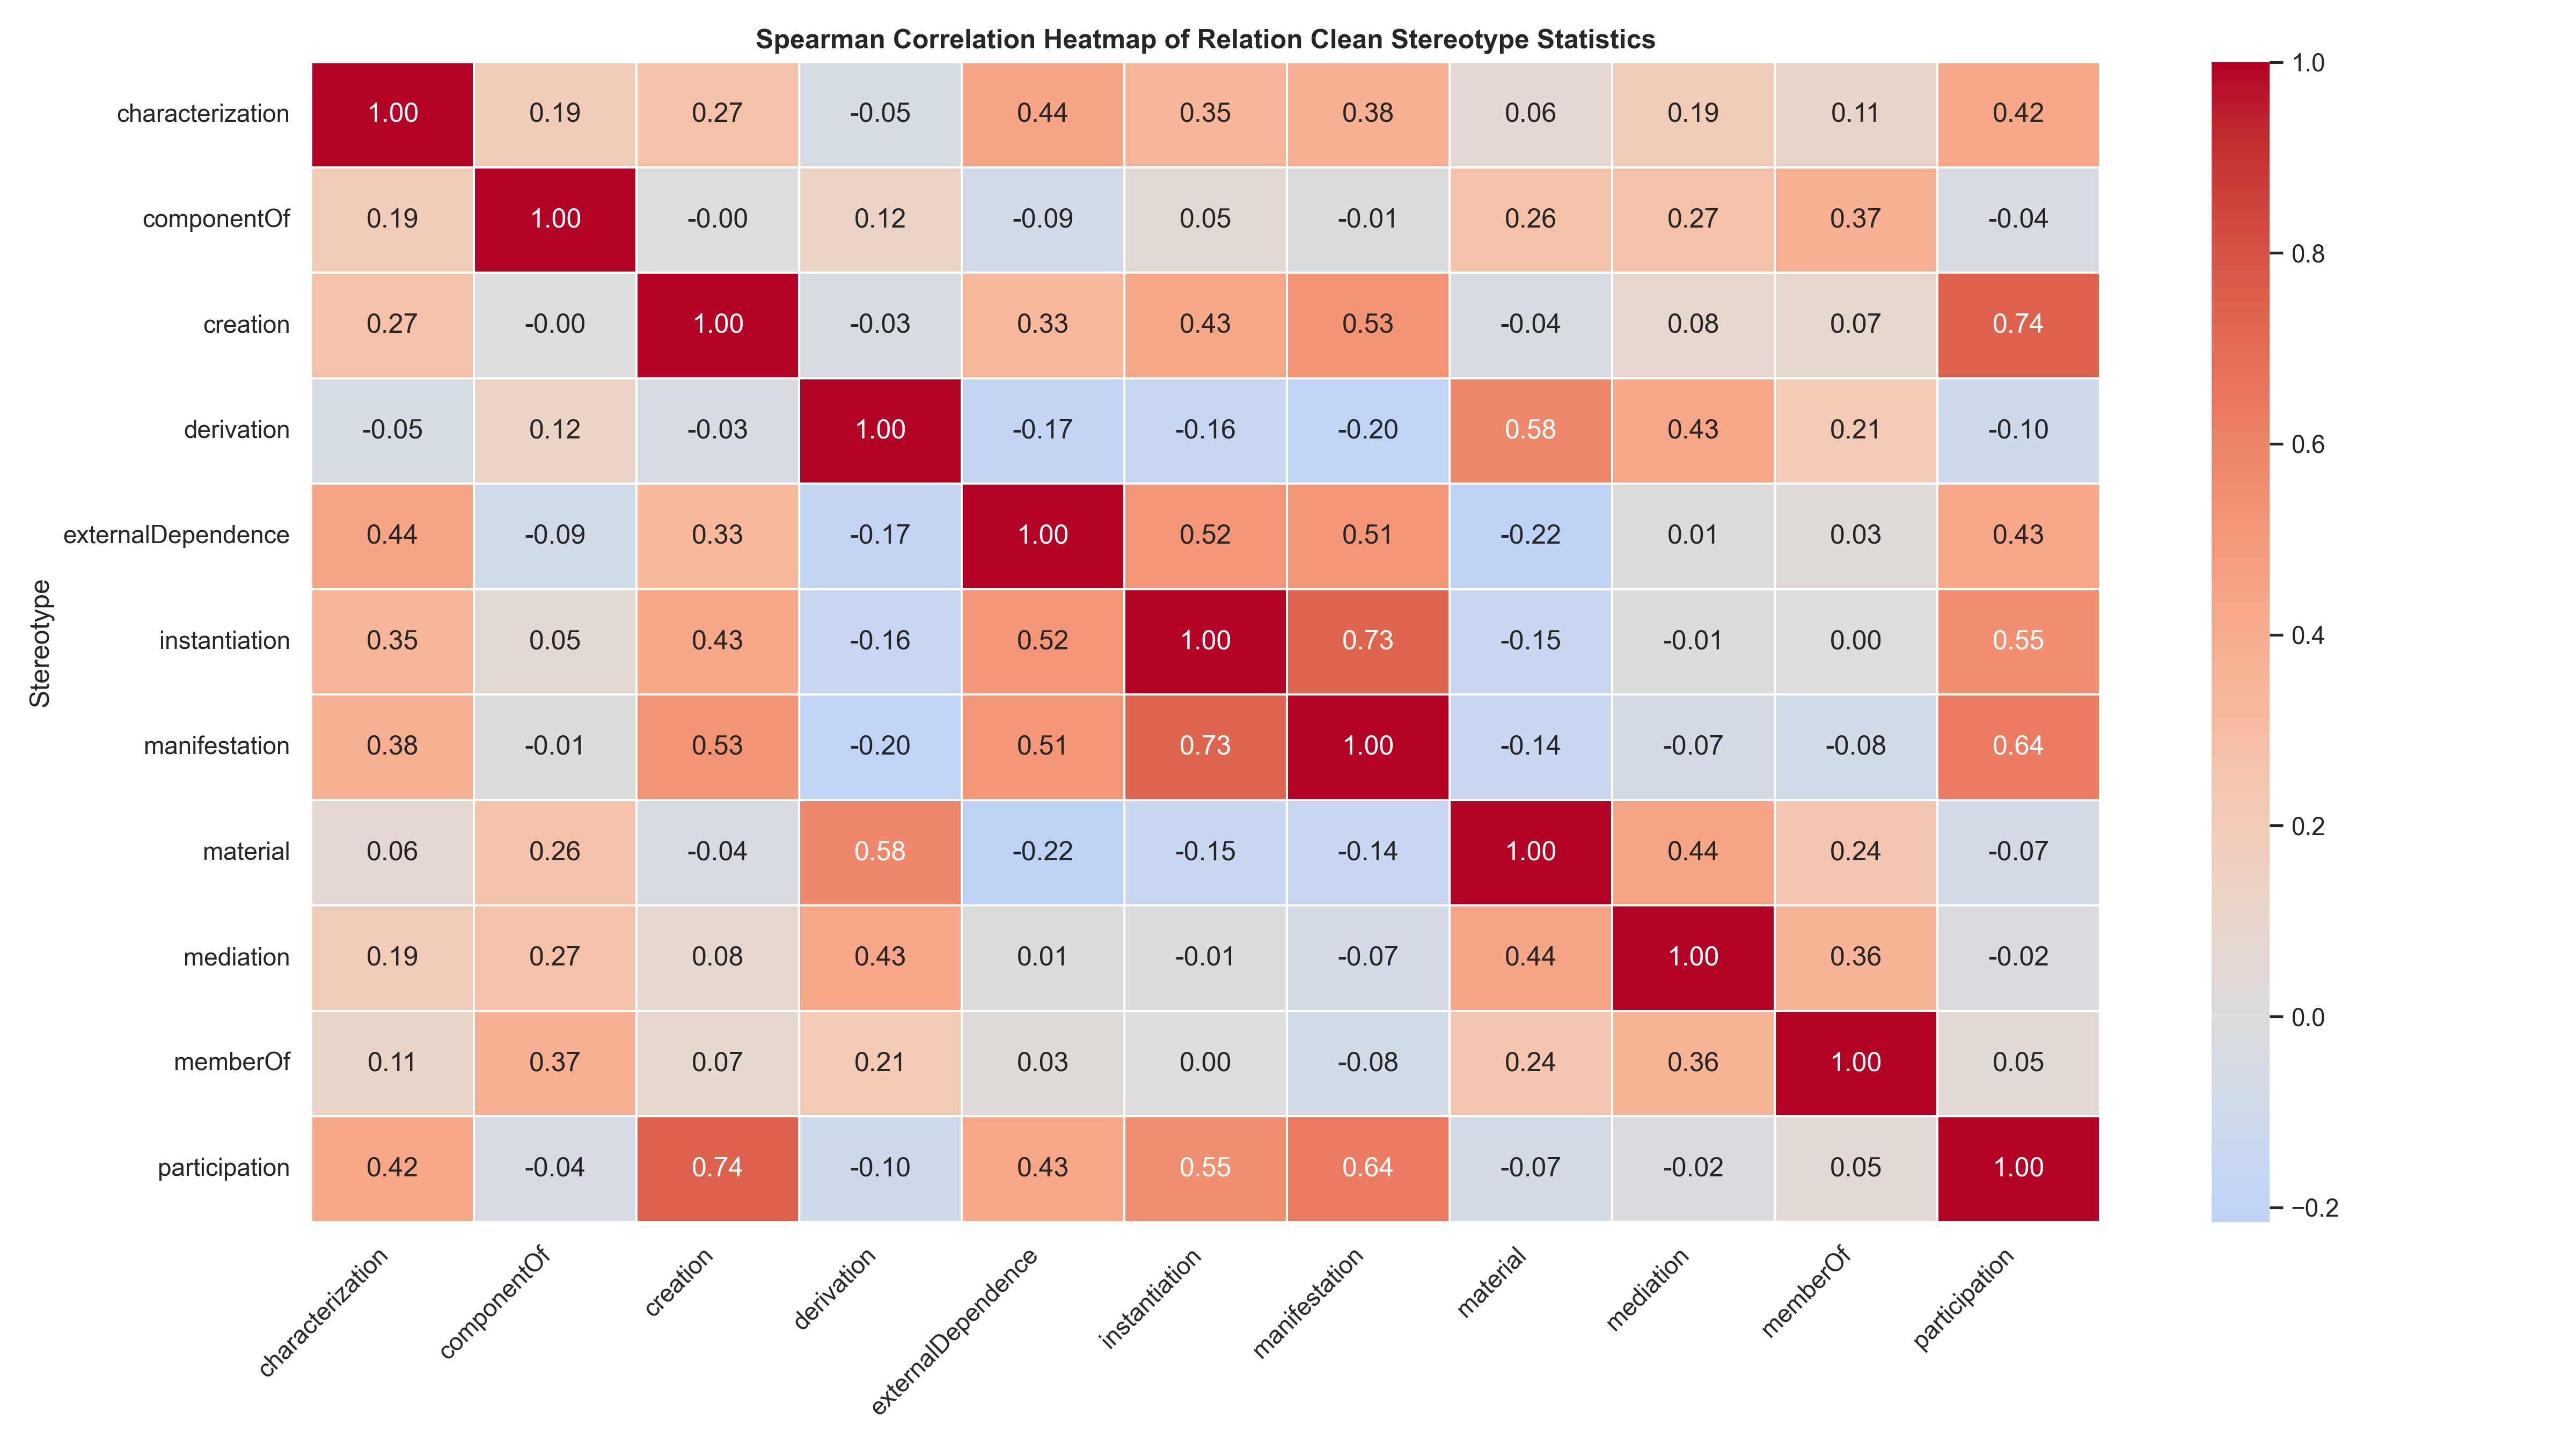 Spearman Correlation Heatmap of Relation Clean Stereotype Statistics
Stereotype
characterization 1.00 0.19 0.27 -0.05 0.44 0.35 0.38 0.06 0.19 0.11 0.42
componentOf 0.19 1.00 -0.00 0.12 -0.09 0.05 -0.01 0.26 0.27 0.37 -0.04
creation 0.27 -0.00 1.00 -0.03 0.33 0.43 0.53 -0.04 0.08 0.07 0.74
derivation -0.05 0.12 -0.03 1.00 -0.17 -0.16 -0.20 0.58 0.43 0.21 -0.10
externalDependence 0.44 -0.09 0.33 -0.17 1.00 0.52 0.51 -0.22 0.01 0.03 0.43
instantiation 0.35 0.05 0.43 -0.16 0.52 1.00 0.73 -0.15 -0.01 0.00 0.55
manifestation 0.38 -0.01 0.53 -0.20 0.51 0.73 1.00 -0.14 -0.07 -0.08 0.64
material 0.06 0.26 -0.04 0.58 -0.22 -0.15 -0.14 1.00 0.44 0.24 -0.07
mediation 0.19 0.27 0.08 0.43 0.01 -0.01 -0.07 0.44 1.00 0.36 -0.02
memberOf 0.11 0.37 0.07 0.21 0.03 0.00 -0.08 0.24 0.36 1.00 0.05
participation 0.42 -0.04 0.74 -0.10 0.43 0.55 0.64 -0.07 -0.02 0.05 1.00
characterization componentOf creation derivation externalDependence instantiation manifestation material mediation memberOf participation
1.0
0.8
0.6
0.4
0.2
0.0
−0.2